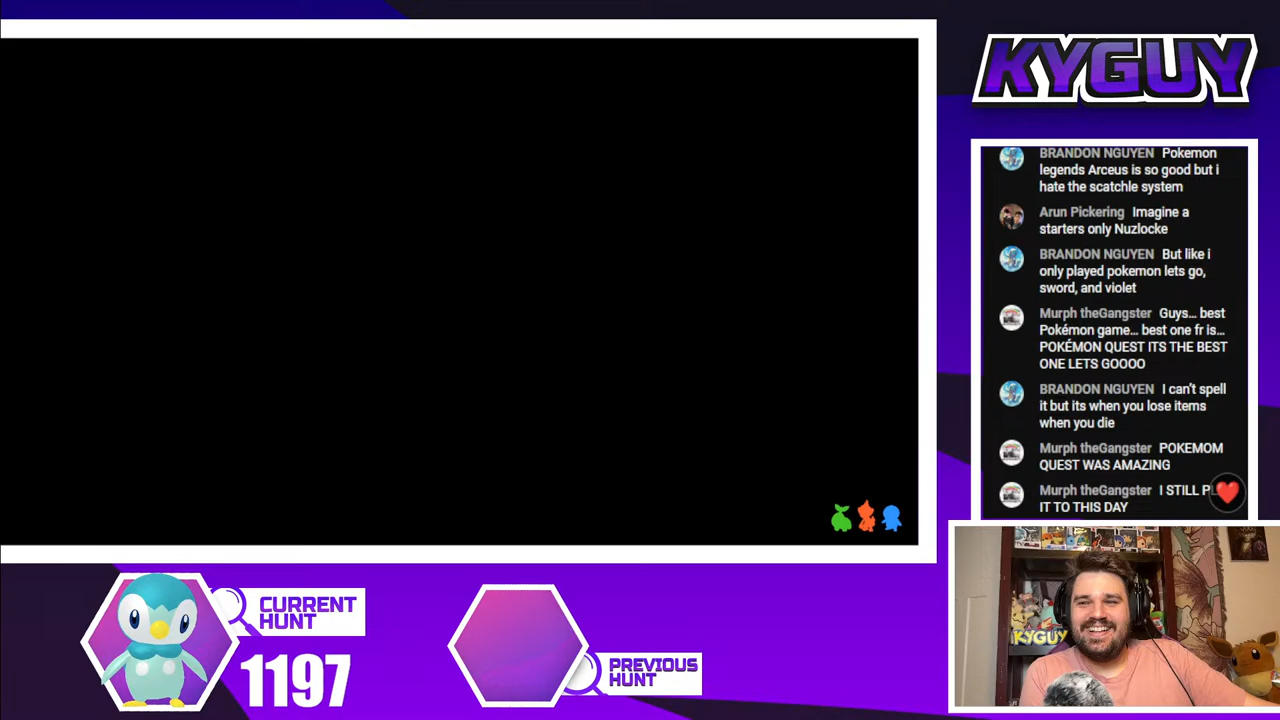 KYGUY
BRANDON NGUYEN Pokemon
legends Arceus is so good but i
hate the scatchle system
Arun Pickering Imagine a
starters only Nuzlocke
BRANDON NGUYEN But like i
only played pokemon lets go,
sword, and violet
Murph theGangster Guys... best
Pokémon game... best one fr is...
POKÉMON QUEST ITS THE BEST
ONE LETS GOOOO
BRANDON NGUYEN I can't spell
it but its when you lose items
when you die
Murph theGangster POKEMOM
QUEST WAS AMAZING
Murph theGangster I STILL
IT TO THIS DAY
CURRENT
HUNT
1197
PREVIOUS
HUNT
KYGUY